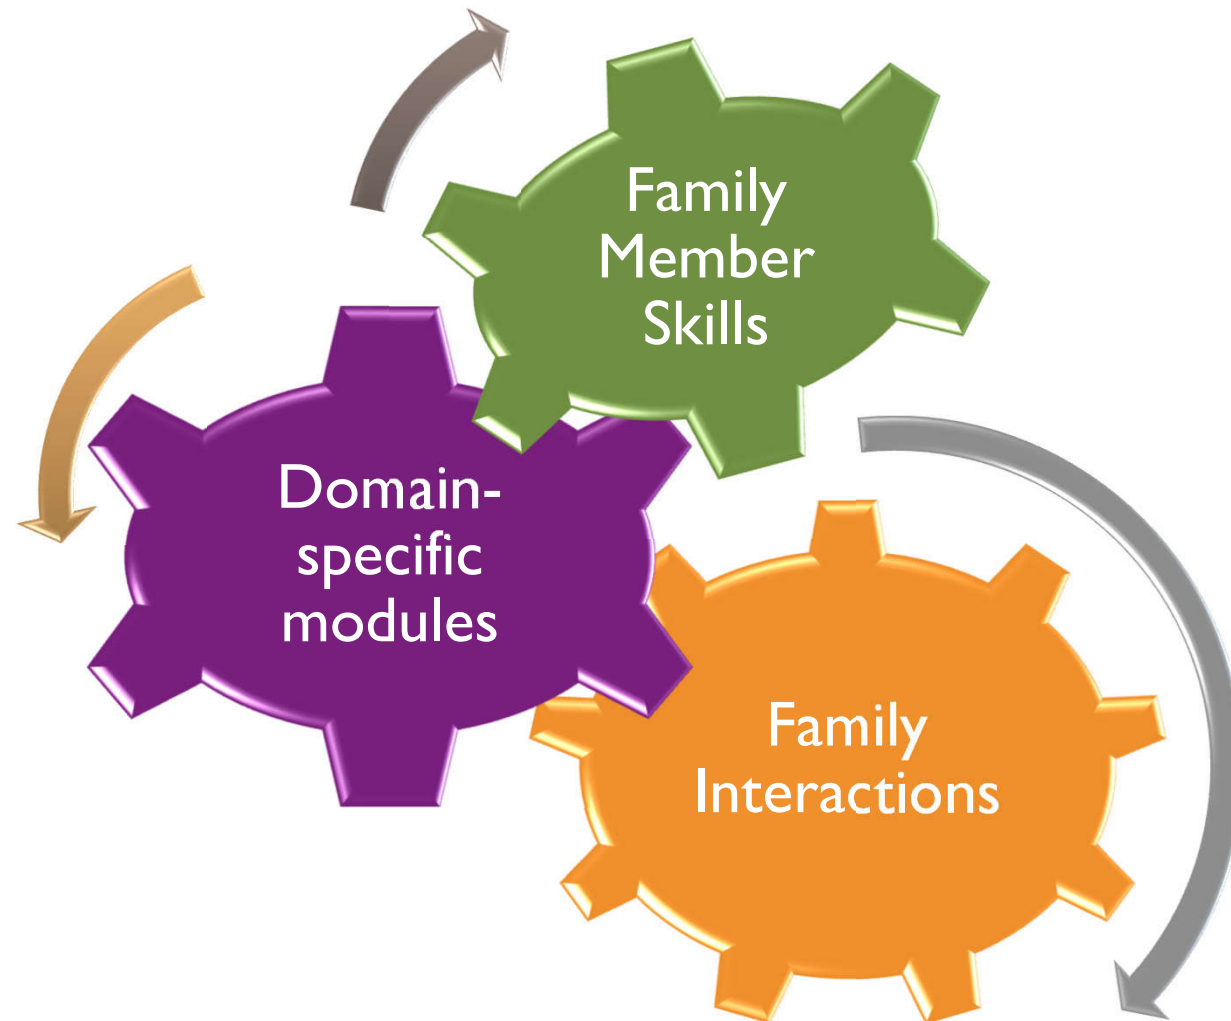 Family
Member
Skills
Domain-
specific
modules
Family
Interactions